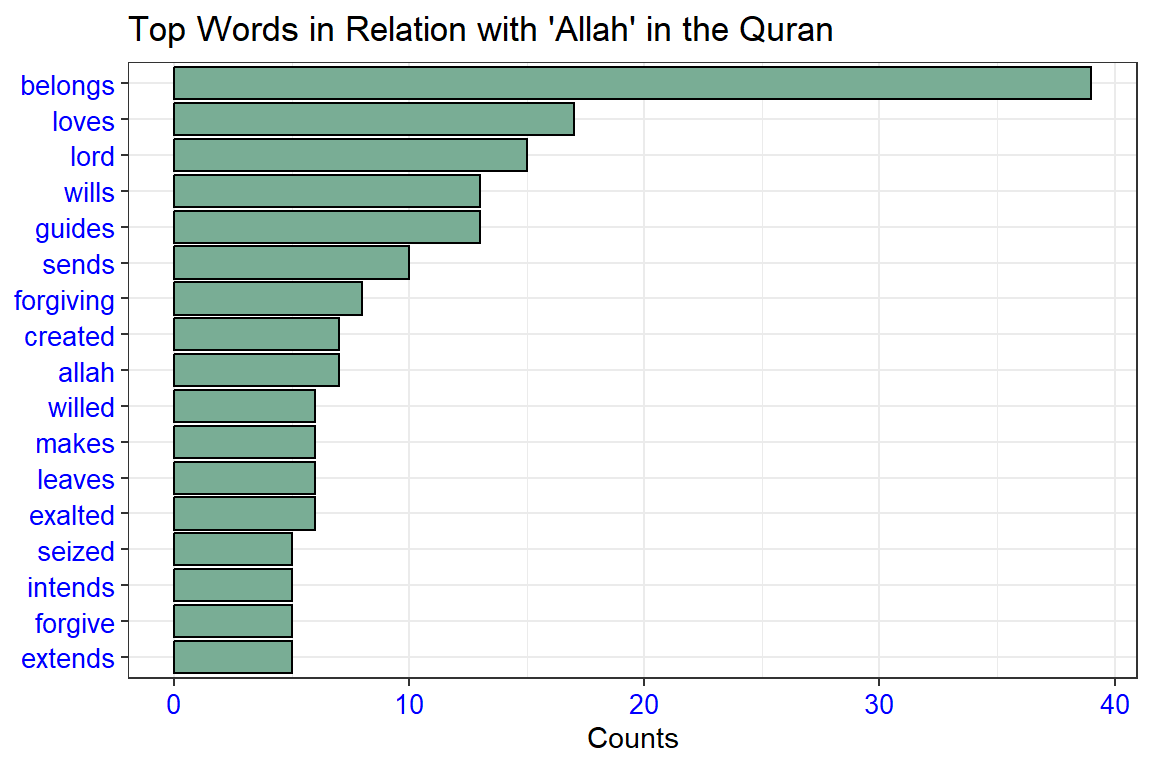 Top Words in Relation with 'Allah' in the Quran
belongs
loves
lord
wills
guides
sends
forgiving
created
allah
willed
makes
leaves
exalted
seized
intends
forgive
extends
0 10 20 30 40
Counts